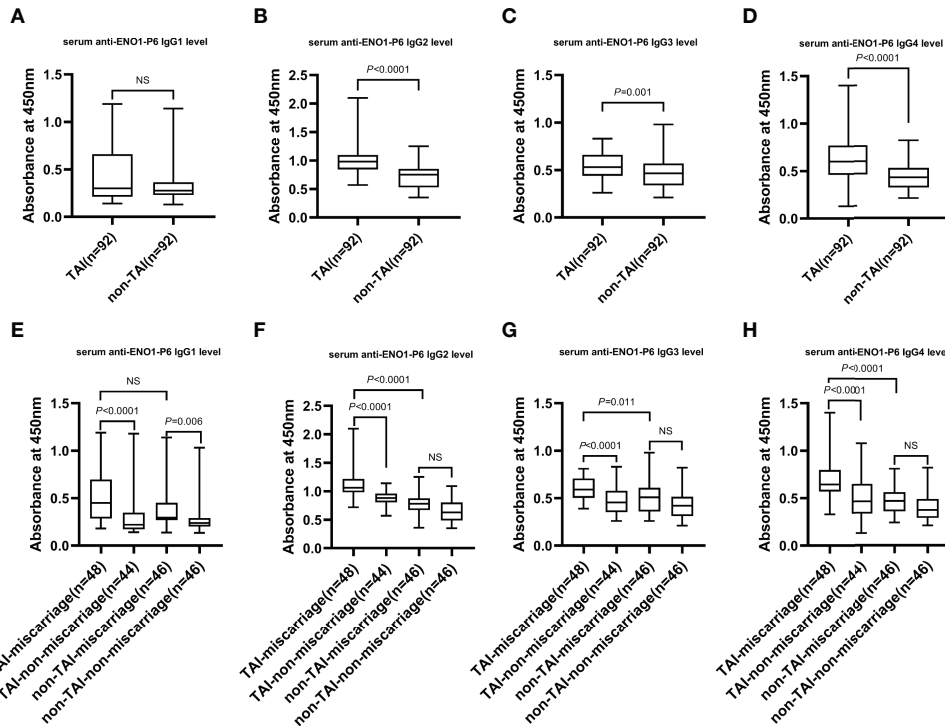 A
serum anti-ENO1-P6 IgG1 level
NS
Absorbance at 450nm
1.5
1.0
0.5
0.0
TAI(n=92)
non-TAI(n=92)
B
serum anti-ENO1-P6 IgG2 level
P<0.0001
Absorbance at 450nm
2.5
2.0
1.5
1.0
0.5
0.0
TAI(n=92)
non-TAI(n=92)
C
serum anti-ENO1-P6 IgG3 level
P=0.001
Absorbance at 450nm
1.5
1.0
0.5
0.0
TAI(n=92)
non-TAI(n=92)
D
serum anti-ENO1-P6 IgG4 level
P<0.0001
Absorbance at 450nm
1.5
1.0
0.5
0.0
TAI(n=92)
non-TAI(n=92)
E
serum anti-ENO1-P6 IgG1 level
NS
P<0.0001
P=0.006
Absorbance at 450nm
1.5
1.0
0.5
0.0
AI-miscarriage(n=48)
TAI-non-miscarriage(n=44)
non-TAI-miscarriage(n=46)
non-TAI-non-miscarriage(n=46)
F
serum anti-ENO1-P6 IgG2 level
P<0.0001
P<0.0001
NS
Absorbance at 450nm
2.5
2.0
1.5
1.0
0.5
0.0
TAI-miscarriage(n=48)
TAI-non-miscarriage(n=44)
non-TAI-miscarriage(n=46)
non-TAI-non-miscarriage(n=46)
G
serum anti-ENO1-P6 IgG3 level
P=0.011
P<0.0001
NS
Absorbance at 450nm
1.5
1.0
0.5
0.0
TAI-miscarriage(n=48)
TAI-non-miscarriage(n=44)
non-TAI-miscarriage(n=46)
non-TAI-non-miscarriage(n=46)
H
serum anti-ENO1-P6 IgG4 level
P<0.0001
P<0.0001
NS
Absorbance at 450nm
1.5
1.0
0.5
0.0
TAI-miscarriage(n=48)
TAI-non-miscarriage(n=44)
non-TAI-miscarriage(n=46)
non-TAI-non-miscarriage(n=46)